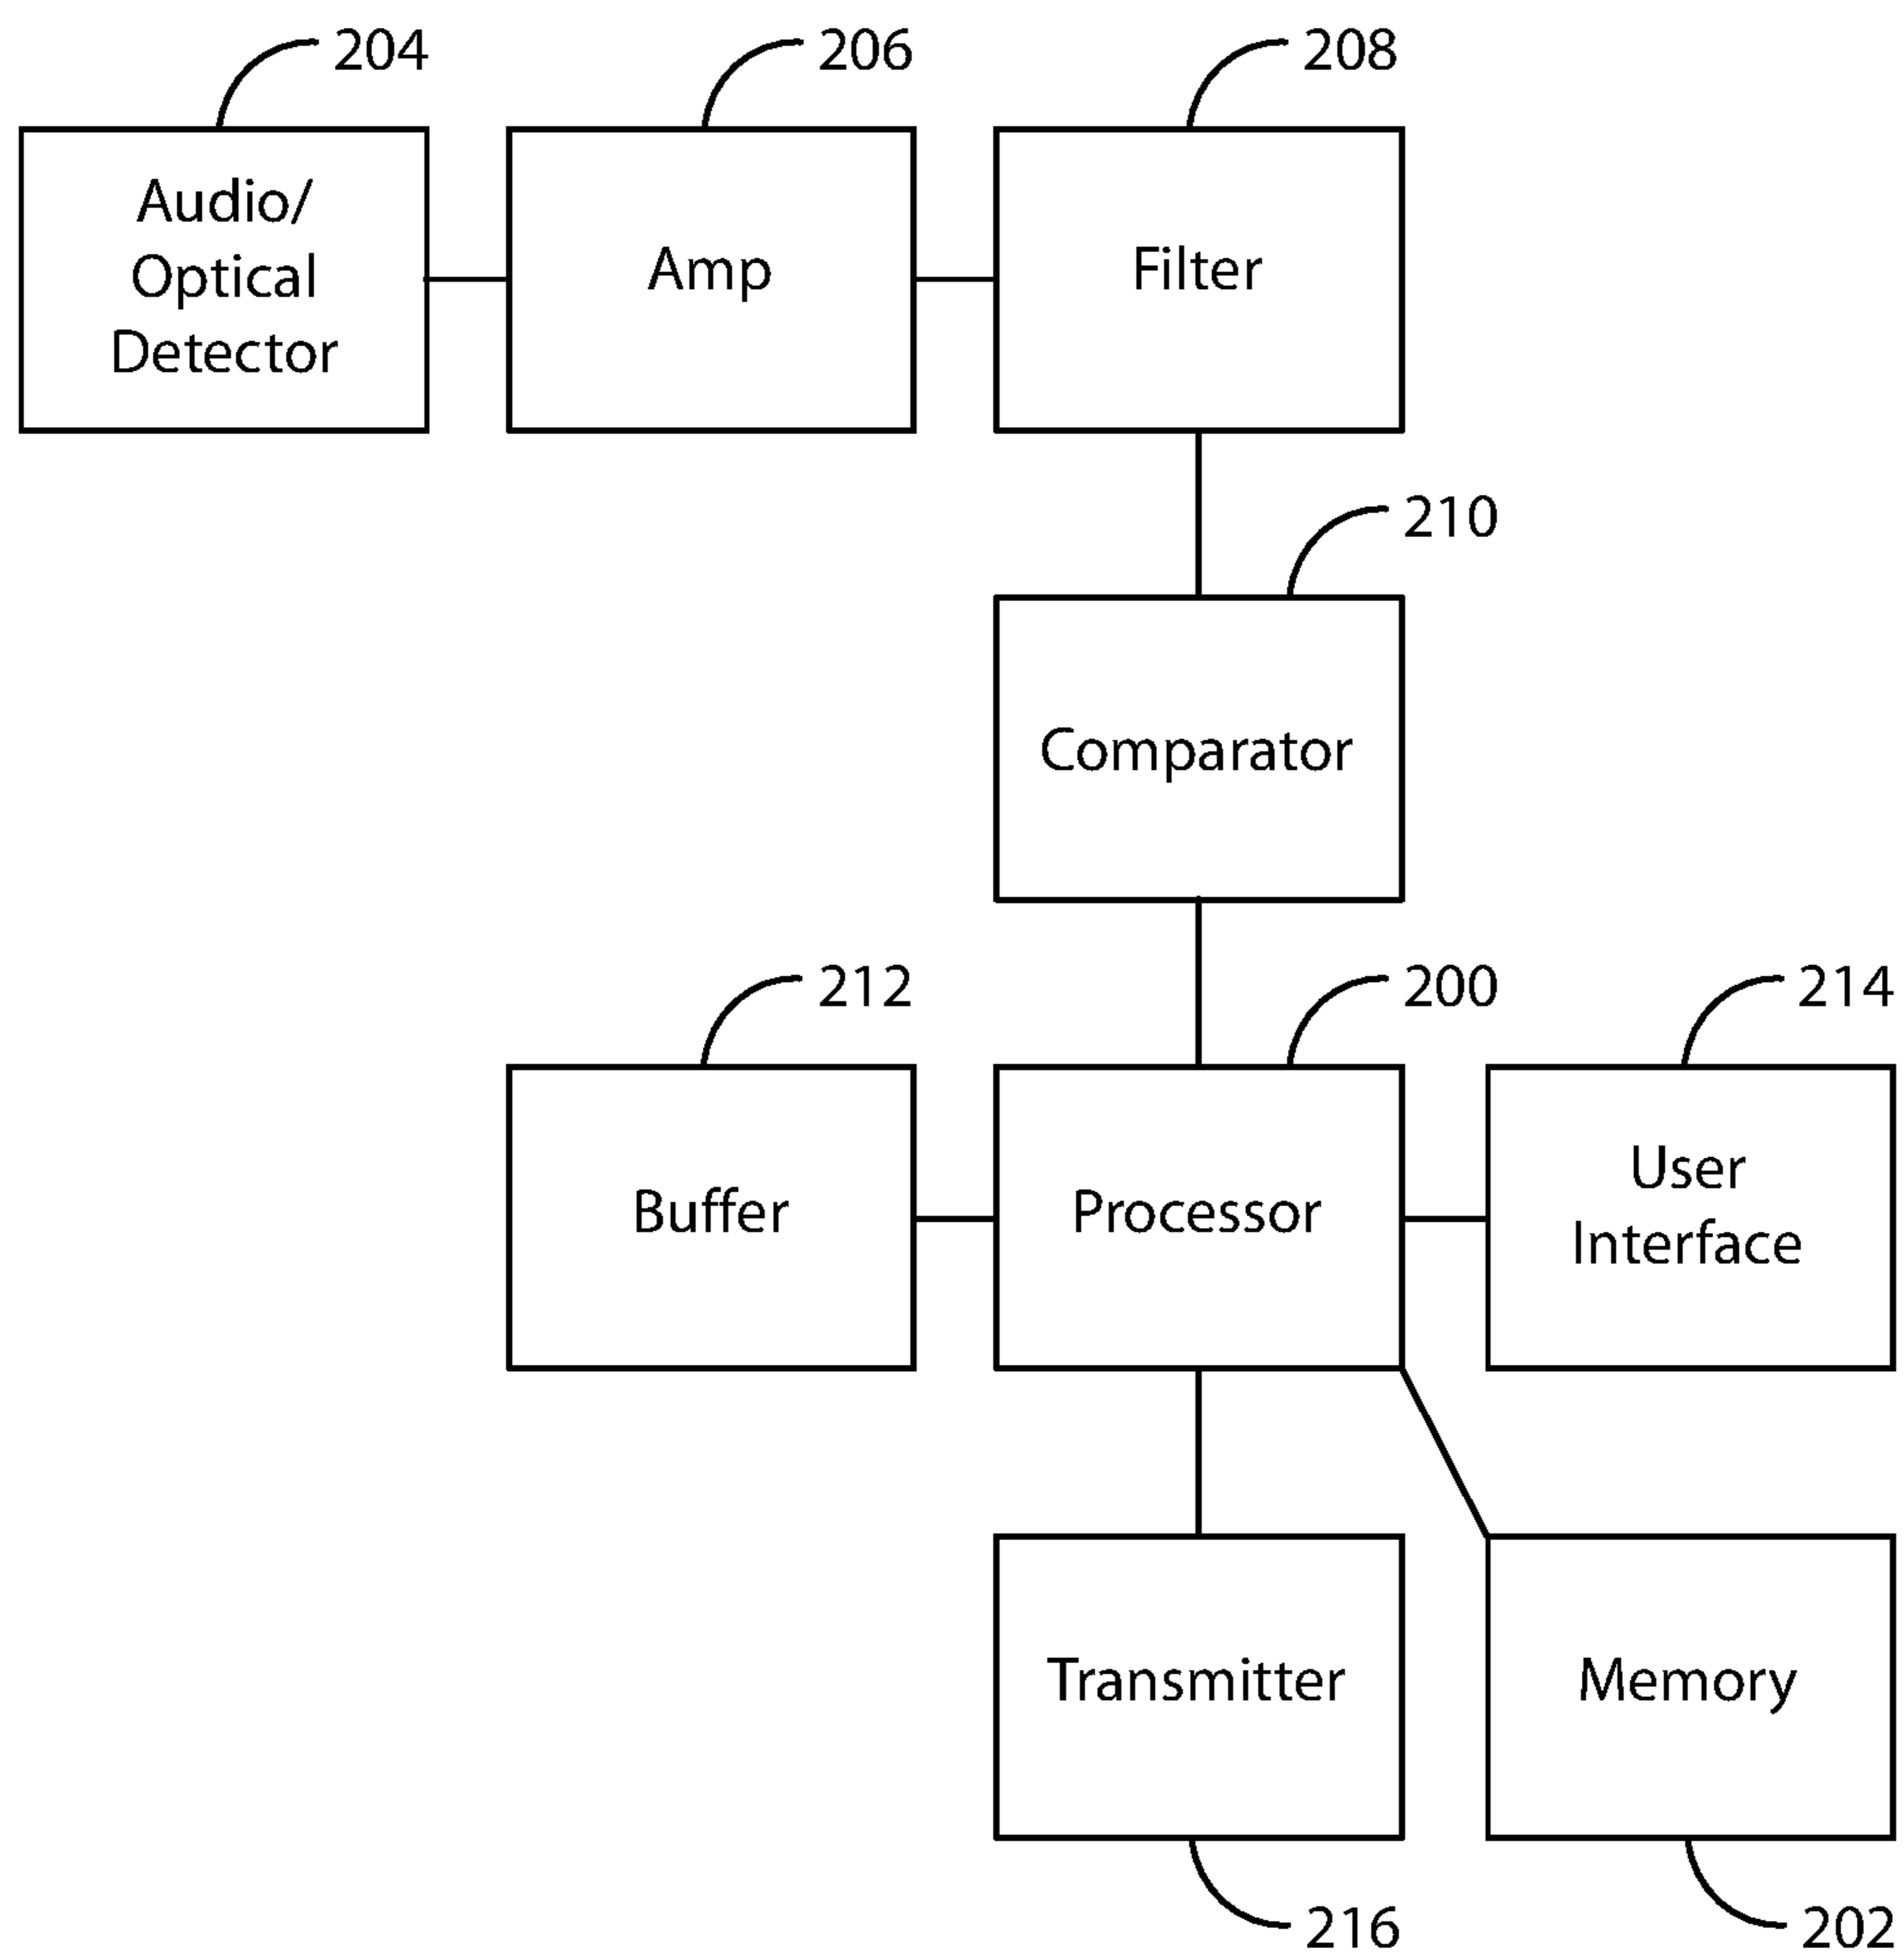 204
206
208
Audio/
Optical
Detector
Amp
Filter
210
Comparator
212
200
214
Buffer
Processor
User
Interface
Transmitter
Memory
216
202